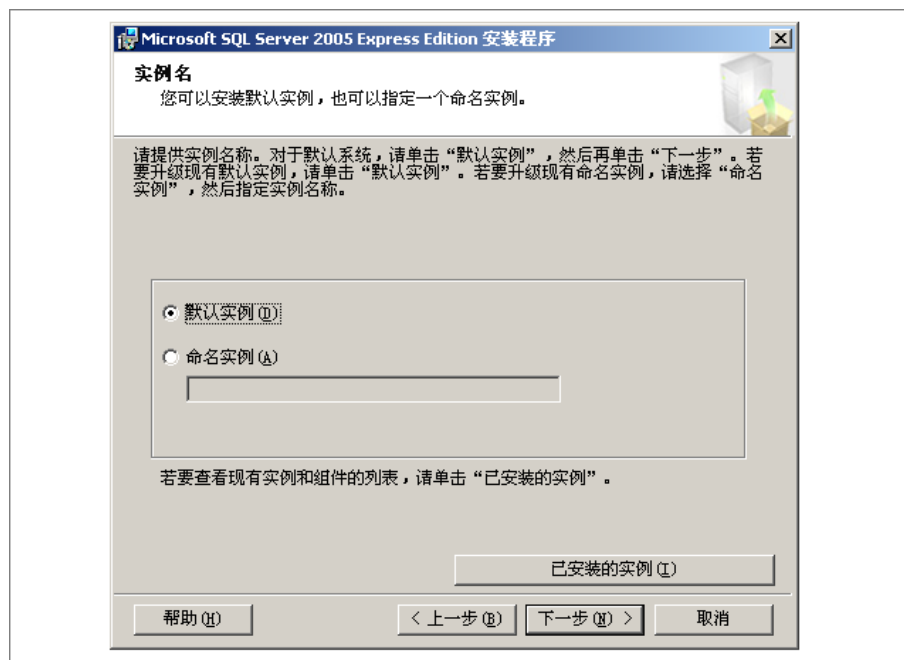 Microsoft SQL Server 2005 Express Edition 安装程序
实例名
您可以安装默认实例，也可以指定一个命名实例。
请提供实例名称。对于默认系统，请单击“默认实例”，然后再单击“下一步”。若
要升级现有默认实例，请单击“默认实例”。若要升级现有命名实例，请选择“命名
实例”，然后指定实例名称。
默认实例(D)
命名实例(A)
若要查看现有实例和组件的列表，请单击“已安装的实例”。
已安装的实例(I)
帮助(H) < 上一步(B) 下一步(N) > 取消